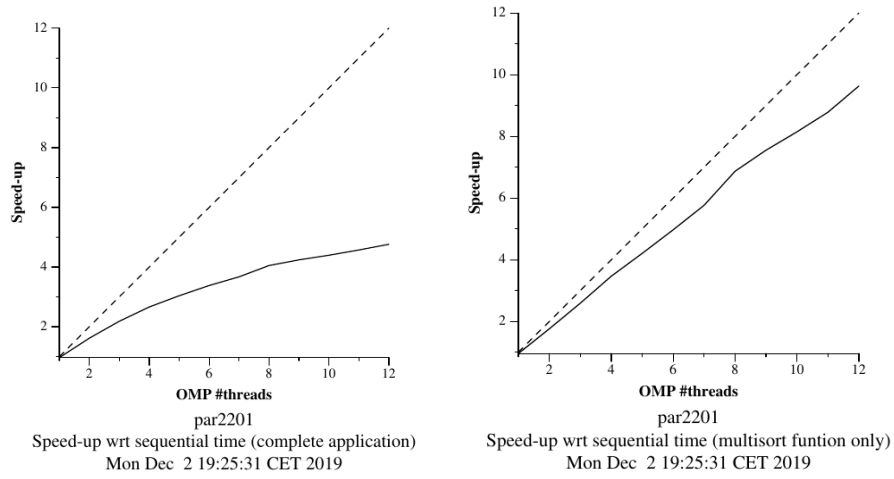 12
10
8
6
4
2
Speed-up
2 4 6 8 10 12
OMP #threads
par2201
Speed-up wrt sequential time (complete application)
Mon Dec 2 19:25:31 CET 2019
12
10
8
6
4
2
Speed-up
2 4 6 8 10 12
OMP #threads
par2201
Speed-up wrt sequential time (multisort funtion only)
Mon Dec 2 19:25:31 CET 2019